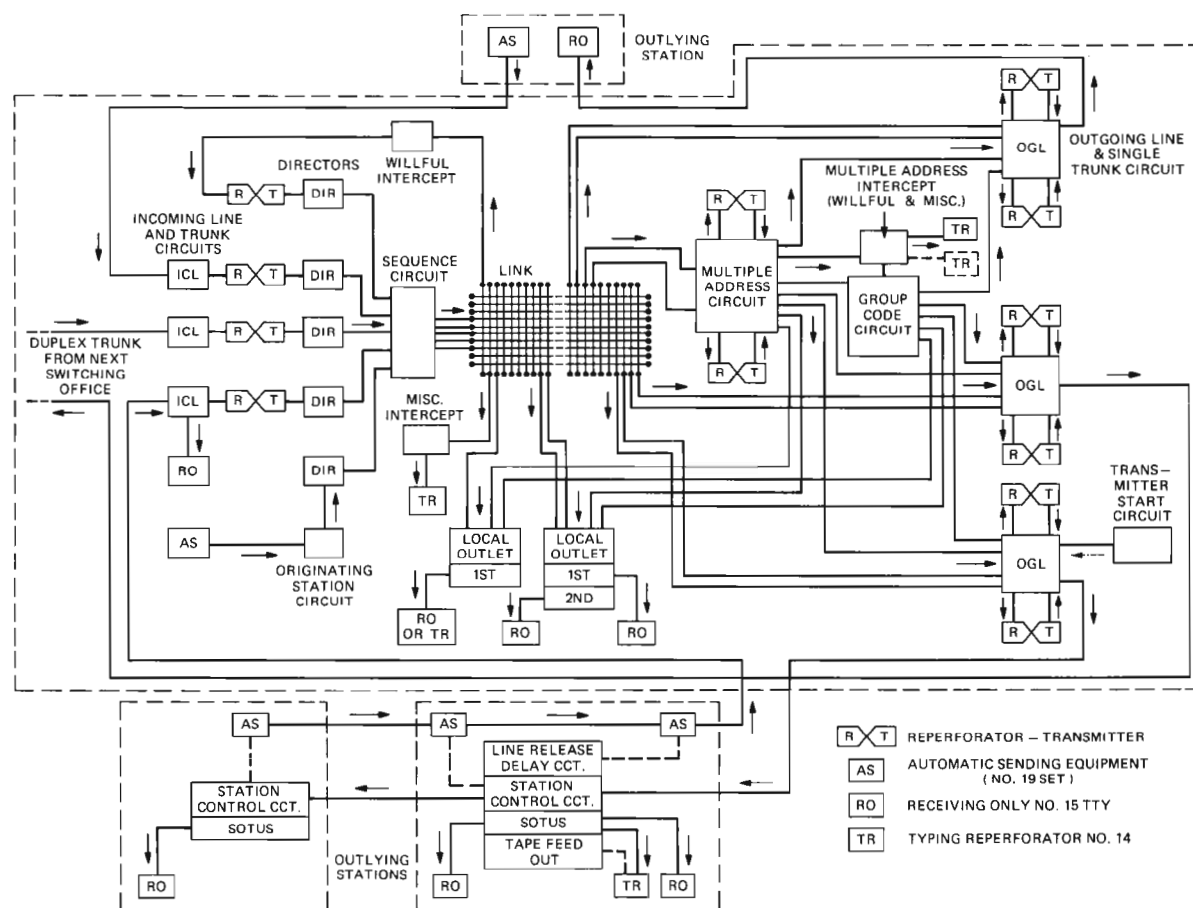 AS
RO
OUTLYING
STATION
R T
WILLFUL
INTERCEPT
DIRECTORS
R T
DIR
OGL
OUTGOING LINE
& SINGLE
TRUNK CIRCUIT
MULTIPLE ADDRESS
INTERCEPT
(WILLFUL & MISC.)
R T
R T
TR
TR
INCOMING LINE
AND TRUNK
CIRCUITS
ICL
R T
DIR
SEQUENCE
CIRCUIT
LINK
MULTIPLE
ADDRESS
CIRCUIT
GROUP
CODE
CIRCUIT
DUPLEX TRUNK
FROM NEXT
SWITCHING
OFFICE
ICL
R T
DIR
R T
R T
OGL
R T
ICL
R T
DIR
RO
MISC.
INTERCEPT
TR
DIR
AS
ORIGINATING
STATION
CIRCUIT
LOCAL
OUTLET
1ST
RO
OR TR
LOCAL
OUTLET
1ST
2ND
RO
RO
R T
OGL
R T
TRANS–
MITTER
START
CIRCUIT
AS
STATION
CONTROL CCT.
SOTUS
RO
OUTLYING
STATIONS
AS
AS
LINE RELEASE
DELAY CCT.
STATION
CONTROL CCT.
SOTUS
TAPE FEED
OUT
RO
TR
RO
R T REPERFORATOR – TRANSMITTER
AS AUTOMATIC SENDING EQUIPMENT
( NO. 19 SET )
RO RECEIVING ONLY NO. 15 TTY
TR TYPING REPERFORATOR NO. 14